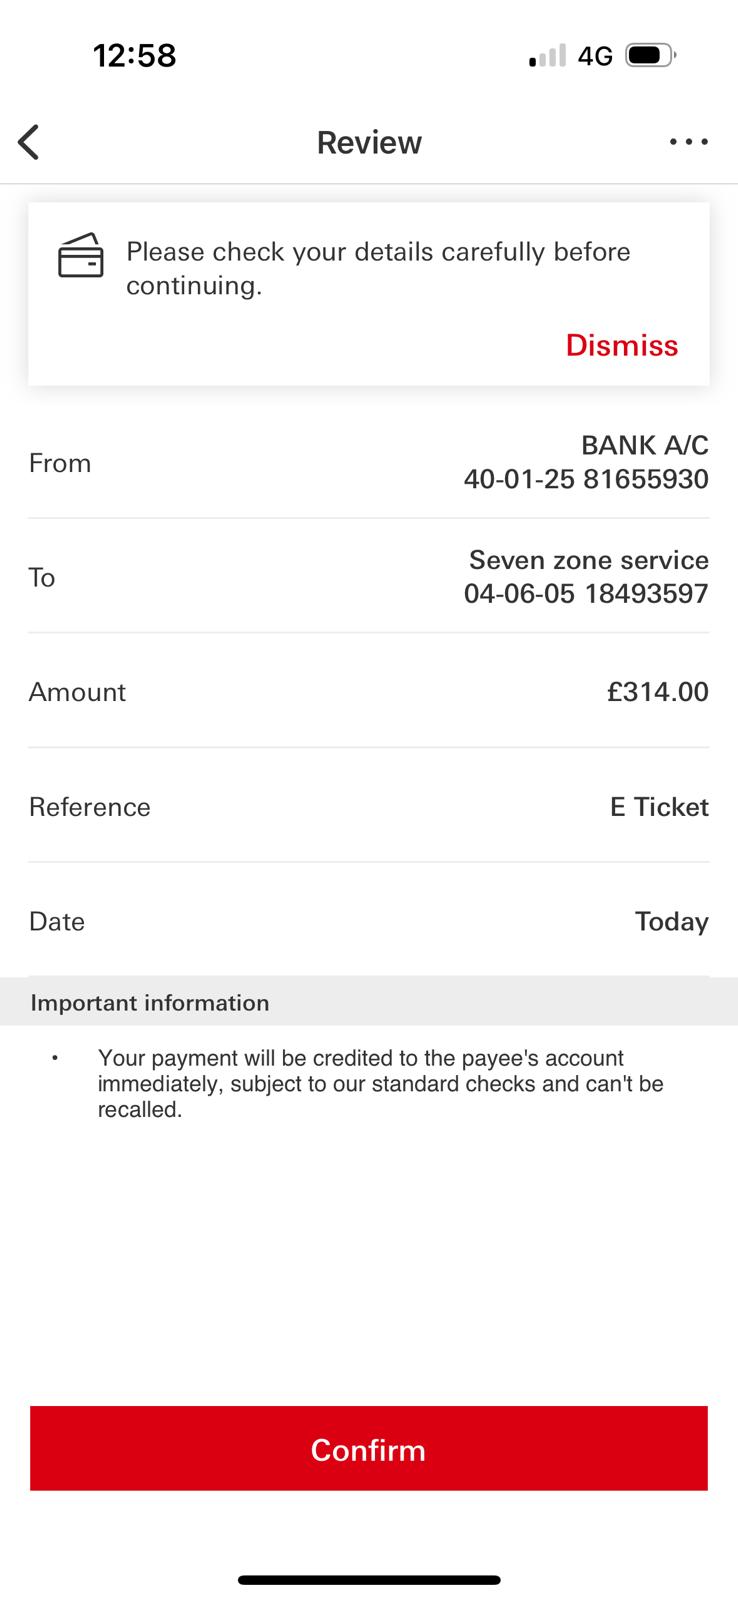 12:58
4G
Review
Please check your details carefully before
continuing.
Dismiss
From
BANK A/C
40-01-25 81655930
To
Seven zone service
04-06-05 18493597
Amount
£314.00
Reference
E Ticket
Date
Today
Important information
• Your payment will be credited to the payee's account
immediately, subject to our standard checks and can't be
recalled.
Confirm